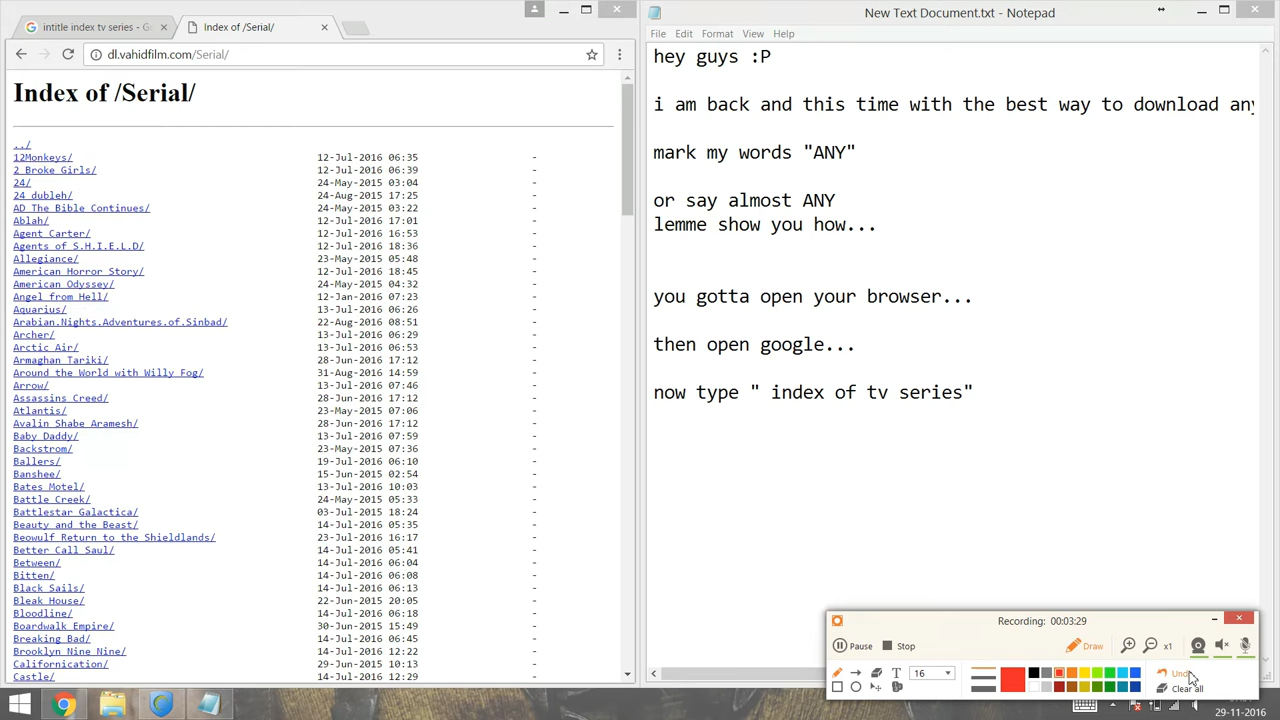 intitle index tv series - G
Index of /Serial/
dl.vahidfilm.com/Serial/
Index of /Serial/
../
12Monkeys/ 12-Jul-2016 06:35 -
2 Broke Girls/ 12-Jul-2016 06:39 -
24/ 24-May-2015 03:04 -
24 dubleh/ 24-Aug-2015 17:25 -
AD The Bible Continues/ 24-May-2015 03:22 -
Ablah/ 12-Jul-2016 17:01 -
Agent Carter/ 12-Jul-2016 16:53 -
Agents of S.H.I.E.L.D/ 12-Jul-2016 18:36 -
Allegiance/ 23-May-2015 05:48 -
American Horror Story/ 12-Jul-2016 18:45 -
American Odyssey/ 24-May-2015 04:32 -
Angel from Hell/ 12-Jan-2016 07:23 -
Aquarius/ 13-Jul-2016 06:26 -
Arabian.Nights.Adventures.of.Sinbad/ 22-Aug-2016 08:51 -
Archer/ 13-Jul-2016 06:29 -
Arctic Air/ 13-Jul-2016 06:53 -
Armaghan Tariki/ 28-Jun-2016 17:12 -
Around the World with Willy Fog/ 31-Aug-2016 14:59 -
Arrow/ 13-Jul-2016 07:46 -
Assassins Creed/ 28-Jun-2016 17:12 -
Atlantis/ 23-May-2015 07:06 -
Avalin Shabe Aramesh/ 28-Jun-2016 17:12 -
Baby Daddy/ 13-Jul-2016 07:59 -
Backstrom/ 23-May-2015 07:36 -
Ballers/ 19-Jul-2016 06:10 -
Banshee/ 15-Jun-2016 02:54 -
Bates Motel/ 13-Jul-2016 10:03 -
Battle Creek/ 24-May-2015 05:33 -
Battlestar Galactica/ 03-Jul-2015 18:24 -
Beauty and the Beast/ 14-Jul-2016 05:35 -
Beowulf Return to the Shieldlands/ 23-Jul-2016 16:17 -
Better Call Saul/ 14-Jul-2016 05:41 -
Between/ 14-Jul-2016 06:04 -
Bitten/ 14-Jul-2016 06:08 -
Black Sails/ 14-Jul-2016 06:13 -
Bleak House/ 22-Jun-2015 20:05 -
Bloodline/ 14-Jul-2016 06:18 -
Boardwalk Empire/ 30-Jun-2015 15:49 -
Breaking Bad/ 14-Jul-2016 06:45 -
Brooklyn Nine Nine/ 14-Jul-2016 12:22 -
Californication/ 29-Jun-2015 10:13 -
Castle/ 14-Jul-2016 12:29 -
New Text Document.txt - Notepad
File Edit Format View Help
hey guys :P
i am back and this time with the best way to download any
mark my words "ANY"
or say almost ANY
lemme show you how...
you gotta open your browser...
then open google...
now type " index of tv series"
Recording: 00:03:29
Pause Stop Draw x1
T 16 Undo
Clear all
29-11-2016